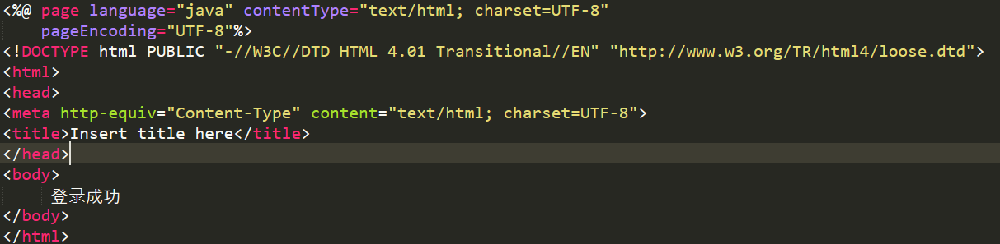 <%@ page language="java" contentType="text/html; charset=UTF-8"
    pageEncoding="UTF-8"%>
<!DOCTYPE html PUBLIC "-//W3C//DTD HTML 4.01 Transitional//EN" "http://www.w3.org/TR/html4/loose.dtd">
<html>
<head>
<meta http-equiv="Content-Type" content="text/html; charset=UTF-8">
<title>Insert title here</title>
</head>
<body>
     登录成功
</body>
</html>